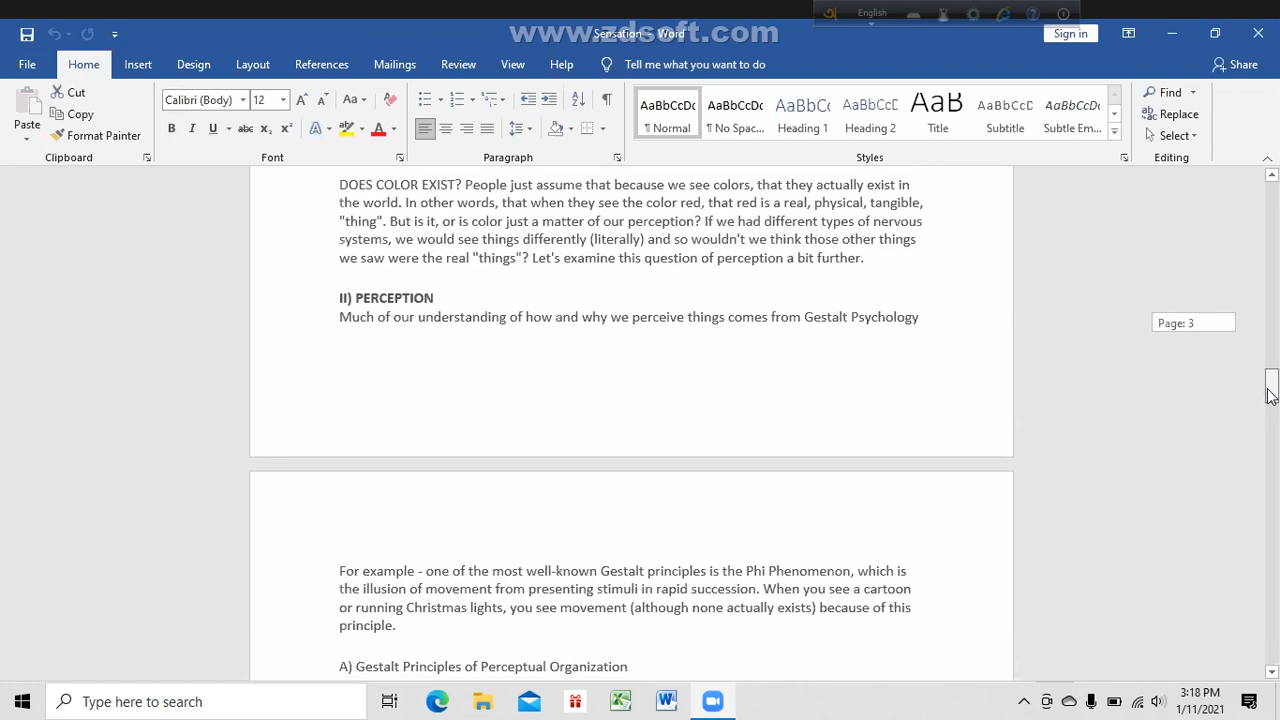 English
www.zdsoft.com
Sensation - Word
Sign in
File Home Insert Design Layout References Mailings Review View Help Tell me what you want to do Share
Paste
Cut
Copy
Format Painter
Clipboard
Calibri (Body) 12
Font
Paragraph
AaBbCcDc ¶ Normal
AaBbCcDc ¶ No Spac...
AaBbCc Heading 1
AaBbCcD Heading 2
AaB Title
AaBbCcD Subtitle
AaBbCcDc Subtle Em...
Styles
Find
Replace
Select
Editing
DOES COLOR EXIST? People just assume that because we see colors, that they actually exist in
the world. In other words, that when they see the color red, that red is a real, physical, tangible,
"thing". But is it, or is color just a matter of our perception? If we had different types of nervous
systems, we would see things differently (literally) and so wouldn't we think those other things
we saw were the real "things"? Let's examine this question of perception a bit further.
II) PERCEPTION
Much of our understanding of how and why we perceive things comes from Gestalt Psychology
Page: 3
For example - one of the most well-known Gestalt principles is the Phi Phenomenon, which is
the illusion of movement from presenting stimuli in rapid succession. When you see a cartoon
or running Christmas lights, you see movement (although none actually exists) because of this
principle.
A) Gestalt Principles of Perceptual Organization
Type here to search
3:18 PM
1/11/2021